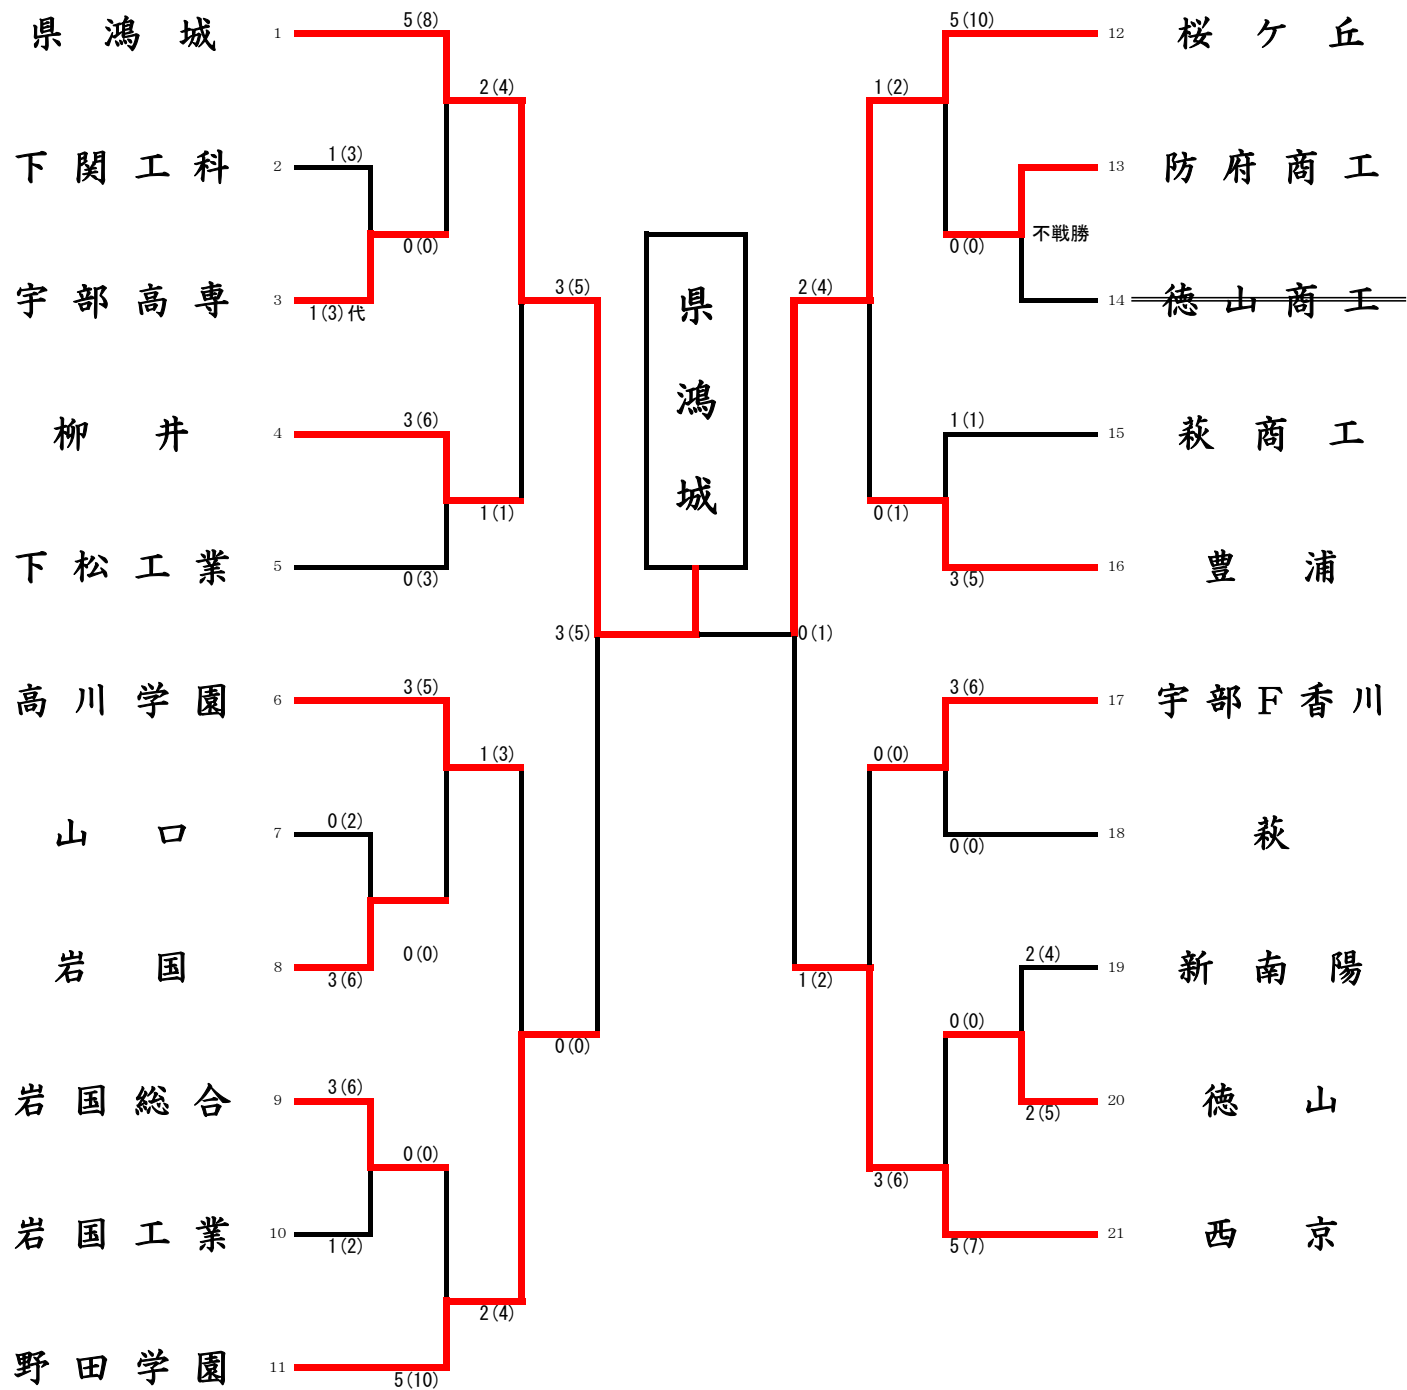 県鴻城 1 5(8)
2(4)
下関工科 2 1(3)
0(0)
宇部高専 3 1(3)代
3(5)
柳井 4 3(6)
1(1)
下松工業 5 0(3)
3(5)
高川学園 6 3(5)
1(3)
山口 7 0(2)
0(0)
岩国 8 3(6)
0(0)
岩国総合 9 3(6)
0(0)
岩国工業 10 1(2)
2(4)
野田学園 11 5(10)
県鴻城
5(10) 12 桜ケ丘
1(2)
13 防府商工
0(0) 不戦勝
14 徳山商工
2(4)
1(1) 15 萩商工
0(1)
3(5) 16 豊浦
0(1)
3(6) 17 宇部F香川
0(0)
0(0) 18 萩
2(4) 19 新南陽
1(2)
0(0)
2(5) 20 徳山
3(6)
5(7) 21 西京